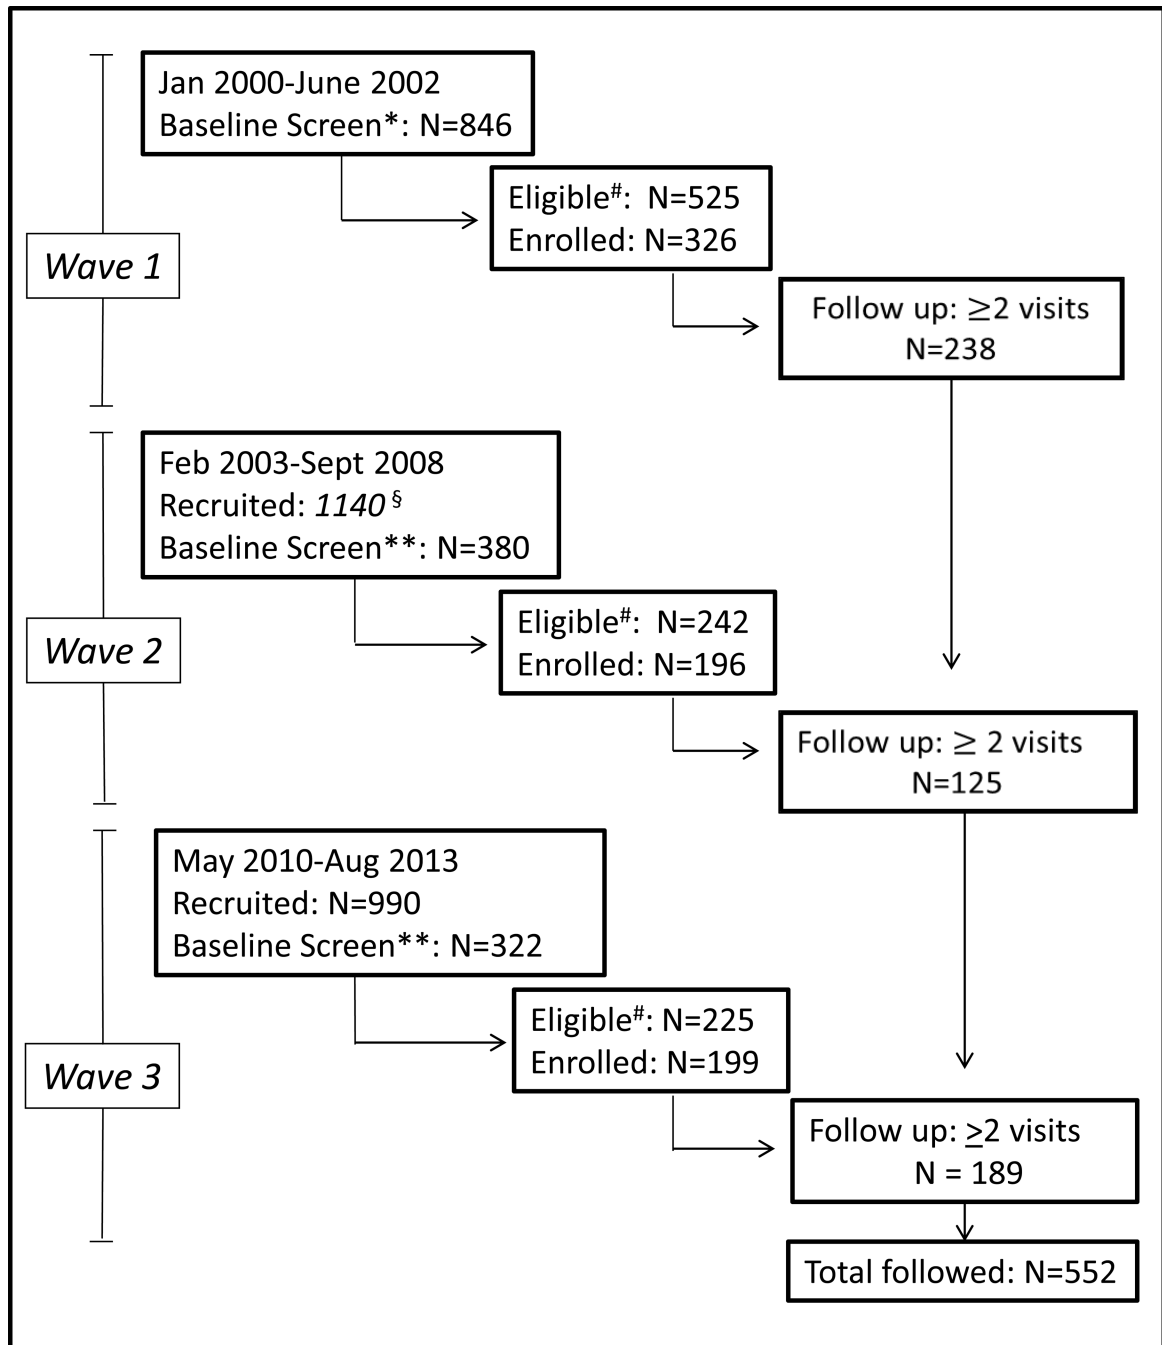 Jan 2000-June 2002
Baseline Screen*: N=846
Eligible#: N=525
Enrolled: N=326
Wave 1
Follow up: ≥2 visits
N=238
Feb 2003-Sept 2008
Recruited: 1140 §
Baseline Screen**: N=380
Eligible#: N=242
Enrolled: N=196
Wave 2
Follow up: ≥ 2 visits
N=125
May 2010-Aug 2013
Recruited: N=990
Baseline Screen**: N=322
Eligible#: N=225
Enrolled: N=199
Wave 3
Follow up: ≥2 visits
N = 189
Total followed: N=552